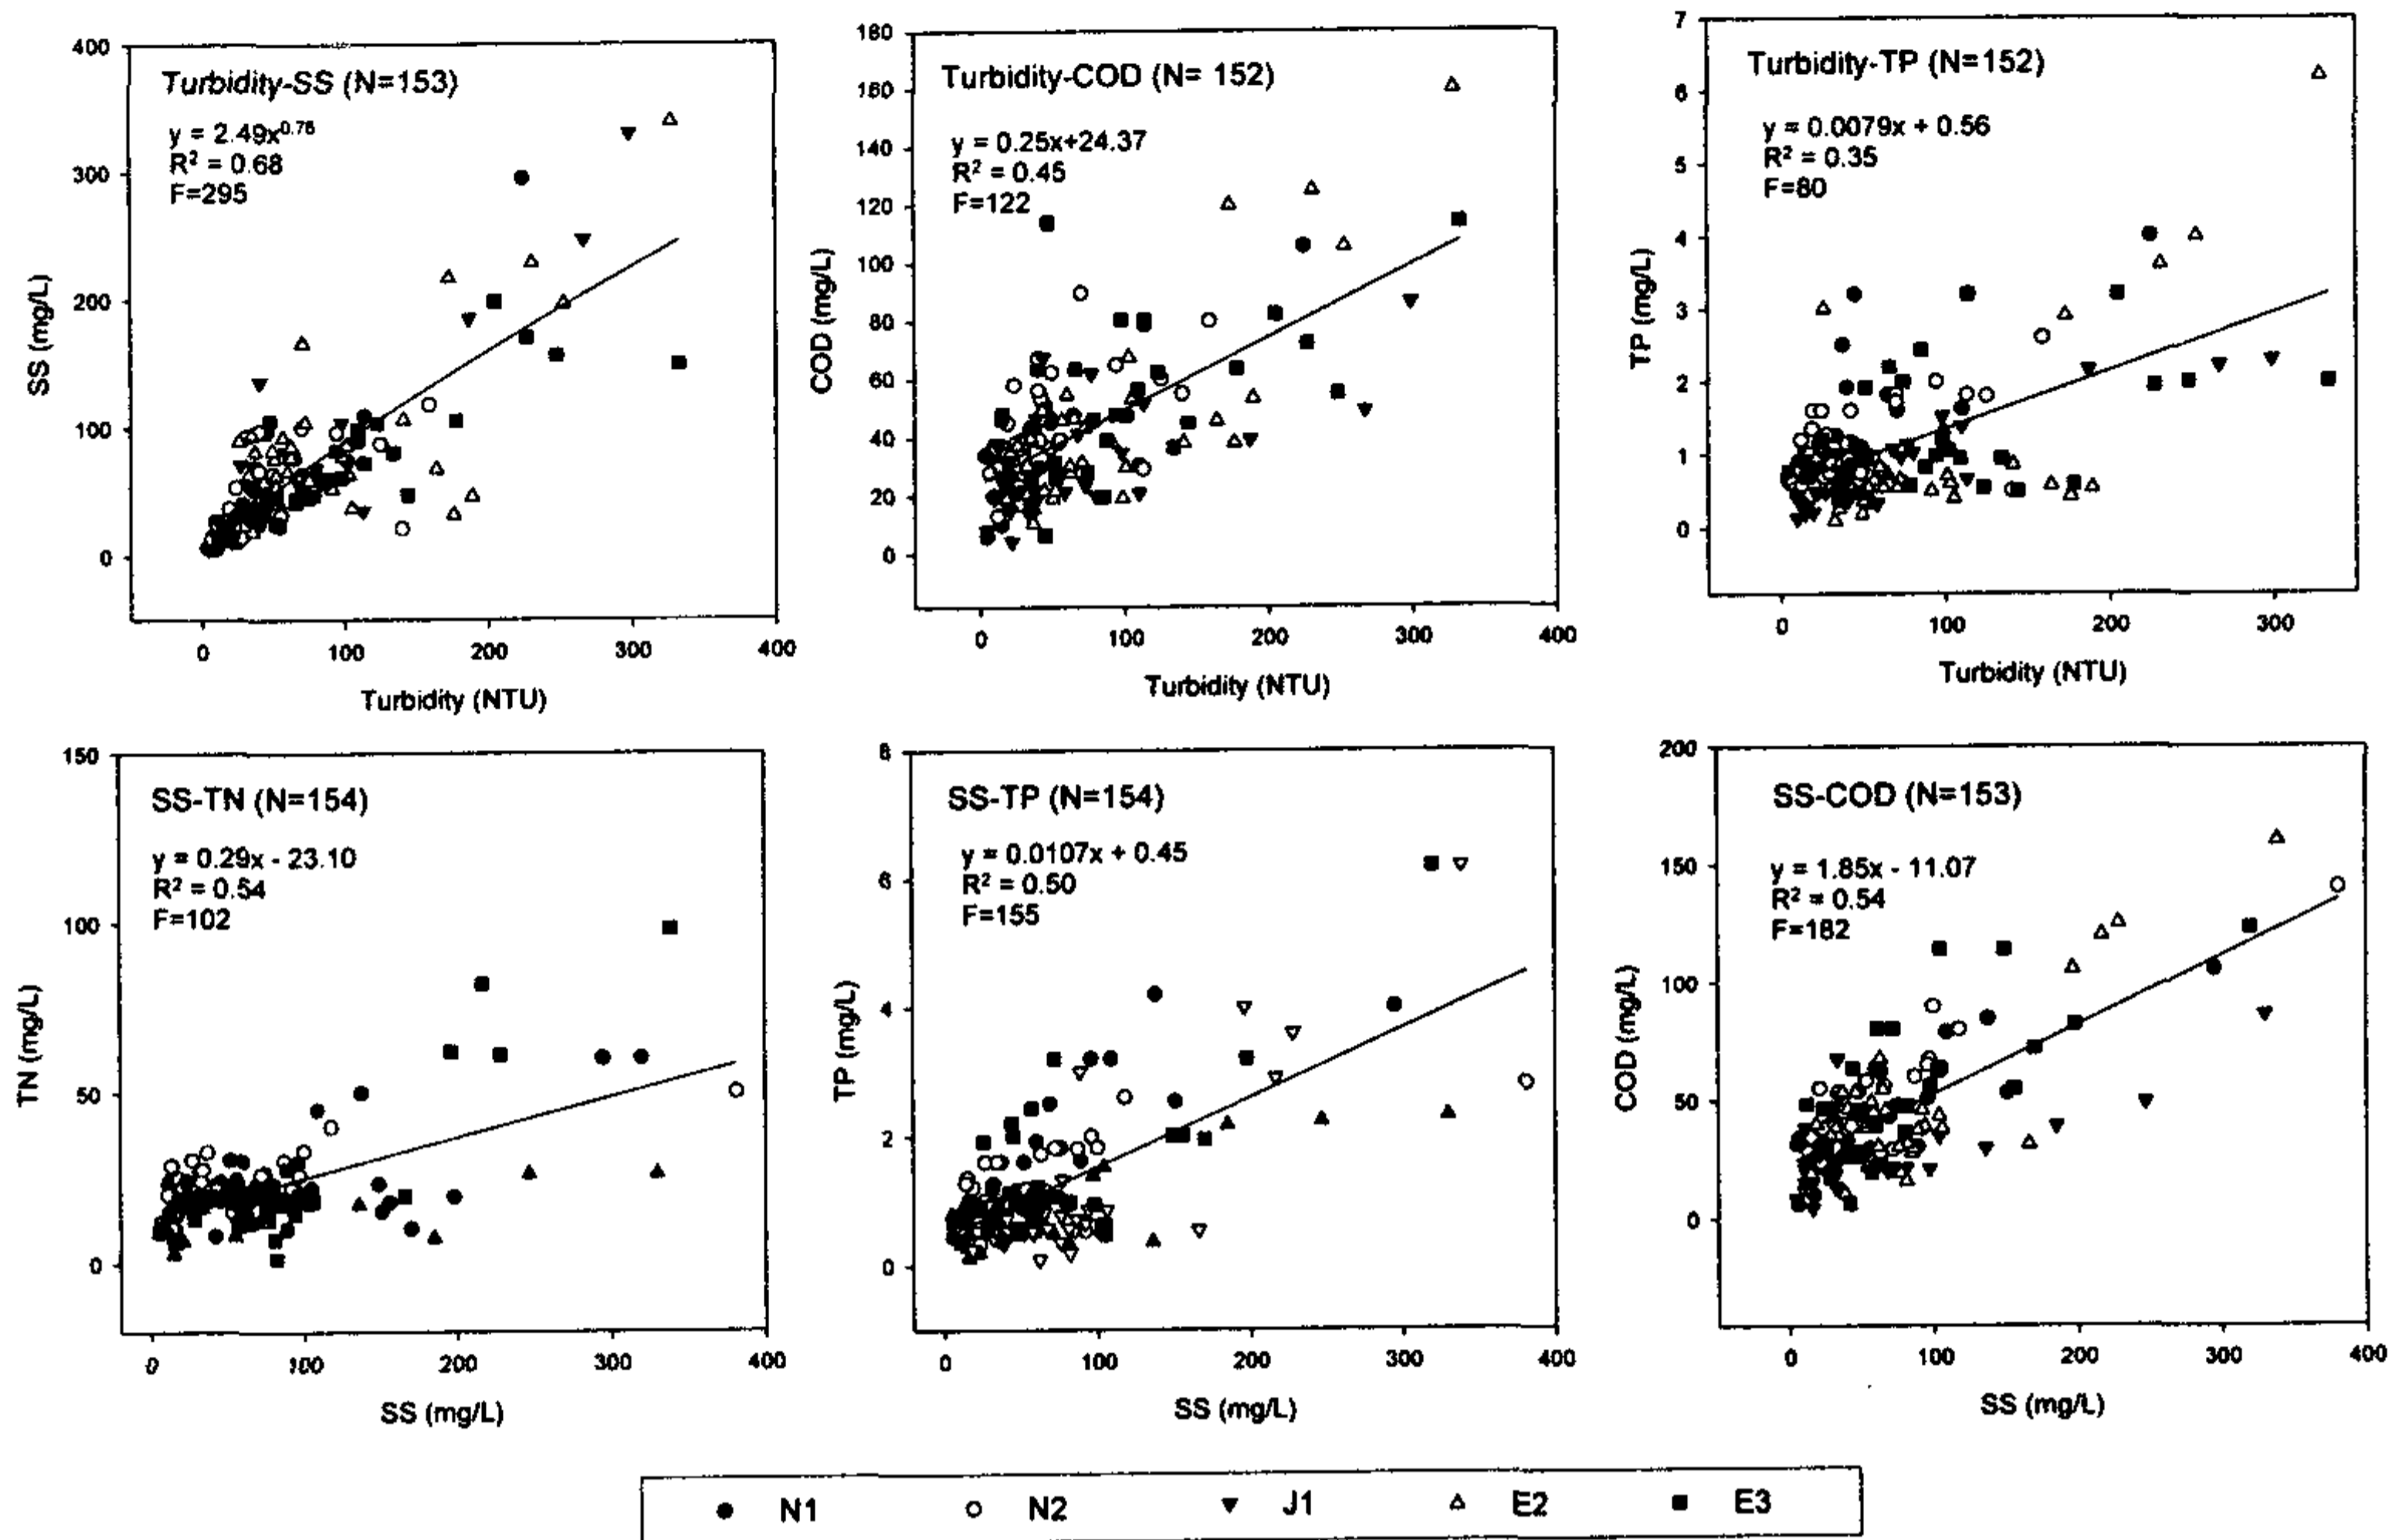 Turbidity-SS (N=153)
y = 2.49x^0.76
R² = 0.68
F=295
SS (mg/L)
400
300
200
100
0
0 100 200 300 400
Turbidity (NTU)
Turbidity-COD (N= 152)
y = 0.25x+24.37
R² = 0.45
F=122
COD (mg/L)
180
160
140
120
100
80
60
40
20
0
0 100 200 300 400
Turbidity (NTU)
Turbidity-TP (N=152)
y = 0.0079x + 0.56
R² = 0.35
F=80
TP (mg/L)
7
6
5
4
3
2
1
0
0 100 200 300
Turbidity (NTU)
SS-TN (N=154)
y = 0.29x - 23.10
R² = 0.54
F=102
TN (mg/L)
150
100
50
0
0 100 200 300 400
SS (mg/L)
SS-TP (N=154)
y = 0.0107x + 0.45
R² = 0.50
F=155
TP (mg/L)
8
6
4
2
0
0 100 200 300 400
SS (mg/L)
SS-COD (N=153)
y = 1.85x - 11.07
R² = 0.54
F=182
COD (mg/L)
200
150
100
50
0
0 100 200 300 400
SS (mg/L)
N1 N2 J1 E2 E3